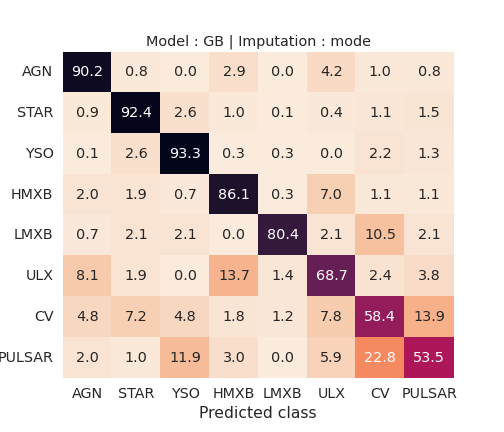 Model : GB | Imputation : mode
AGN 90.2 0.8 0.0 2.9 0.0 4.2 1.0 0.8
STAR 0.9 92.4 2.6 1.0 0.1 0.4 1.1 1.5
YSO 0.1 2.6 93.3 0.3 0.3 0.0 2.2 1.3
HMXB 2.0 1.9 0.7 86.1 0.3 7.0 1.1 1.1
LMXB 0.7 2.1 2.1 0.0 80.4 2.1 10.5 2.1
ULX 8.1 1.9 0.0 13.7 1.4 68.7 2.4 3.8
CV 4.8 7.2 4.8 1.8 1.2 7.8 58.4 13.9
PULSAR 2.0 1.0 11.9 3.0 0.0 5.9 22.8 53.5
AGN STAR YSO HMXB LMXB ULX CV PULSAR
Predicted class